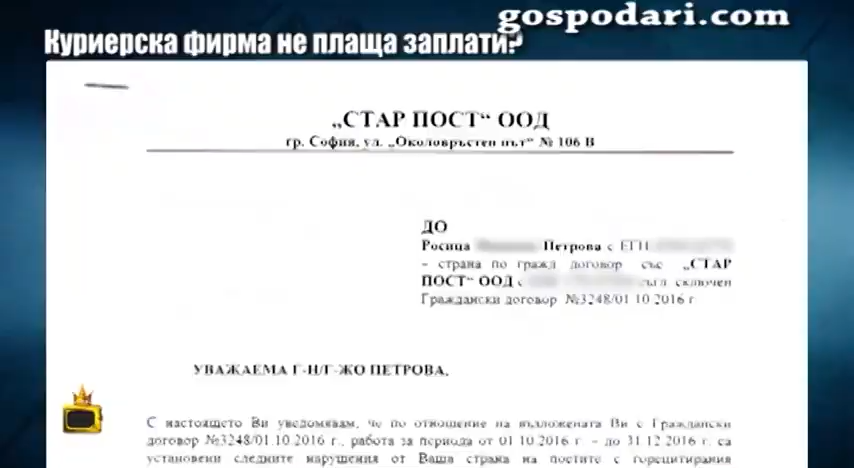 gospodari.com
Куриерска фирма не плаща заплати?
„СТАР ПОСТ“ ООД
гр. София, ул. „Околовръстен път“ № 106 В
ДО
Росица Петрова с ЕГН
– страна по гражд договор със „СТАР
ПОСТ“ ООД с съгл сключен
Граждански договор №3248/01.10.2016 г.
УВАЖАЕМА Г-Н/Г-ЖО ПЕТРОВА,
С настоящето Ви уведомявам, че по отношение на възложената Ви с Граждански
договор №3248/01.10.2016 г., работа за периода от 01.10.2016 – до 31.12.2016 г. са
установени следните нарушения от Ваша страна на постите с горецитирания